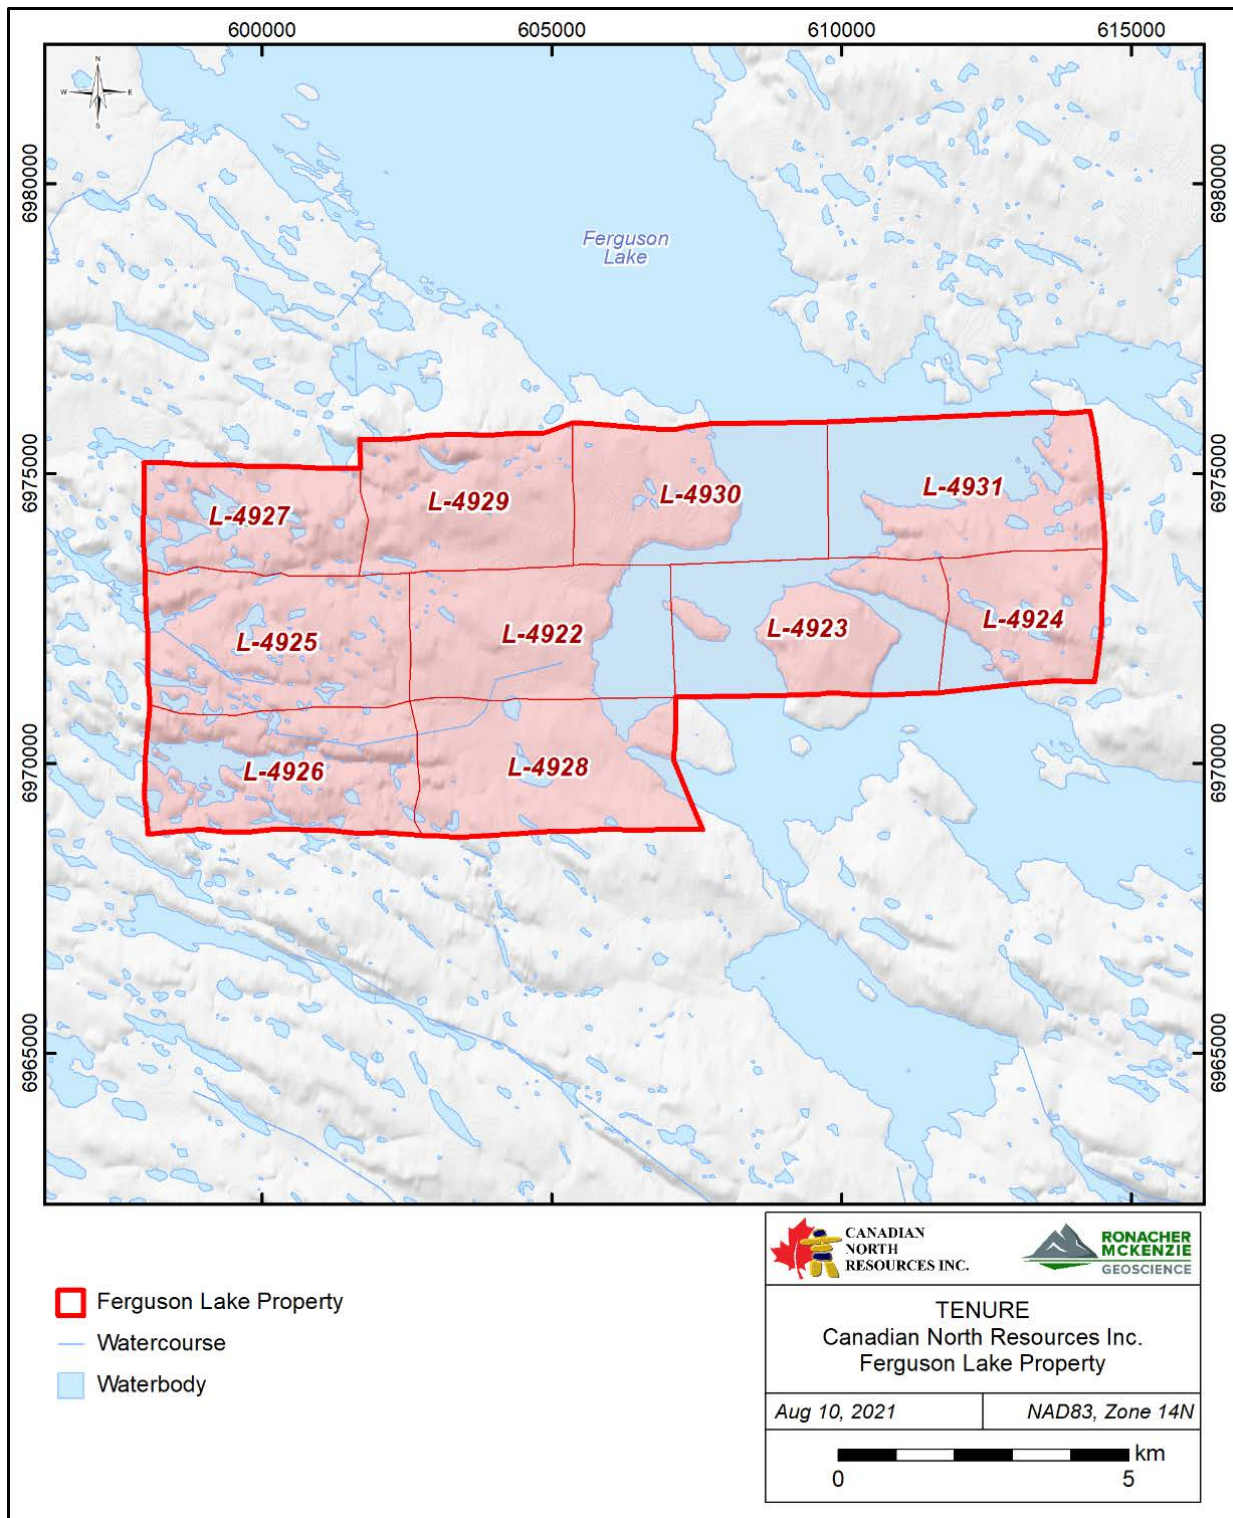 600000
605000
610000
615000
N
W
E
S
6980000
6980000
Ferguson
Lake
6975000
6975000
L-4927
L-4929
L-4930
L-4931
L-4925
L-4922
L-4923
L-4924
6970000
6970000
L-4926
L-4928
6965000
6965000
CANADIAN
NORTH
RESOURCES INC.
RONACHER
MCKENZIE
GEOSCIENCE
Ferguson Lake Property
Watercourse
Waterbody
TENURE
Canadian North Resources Inc.
Ferguson Lake Property
Aug 10, 2021
NAD83, Zone 14N
km
0
5